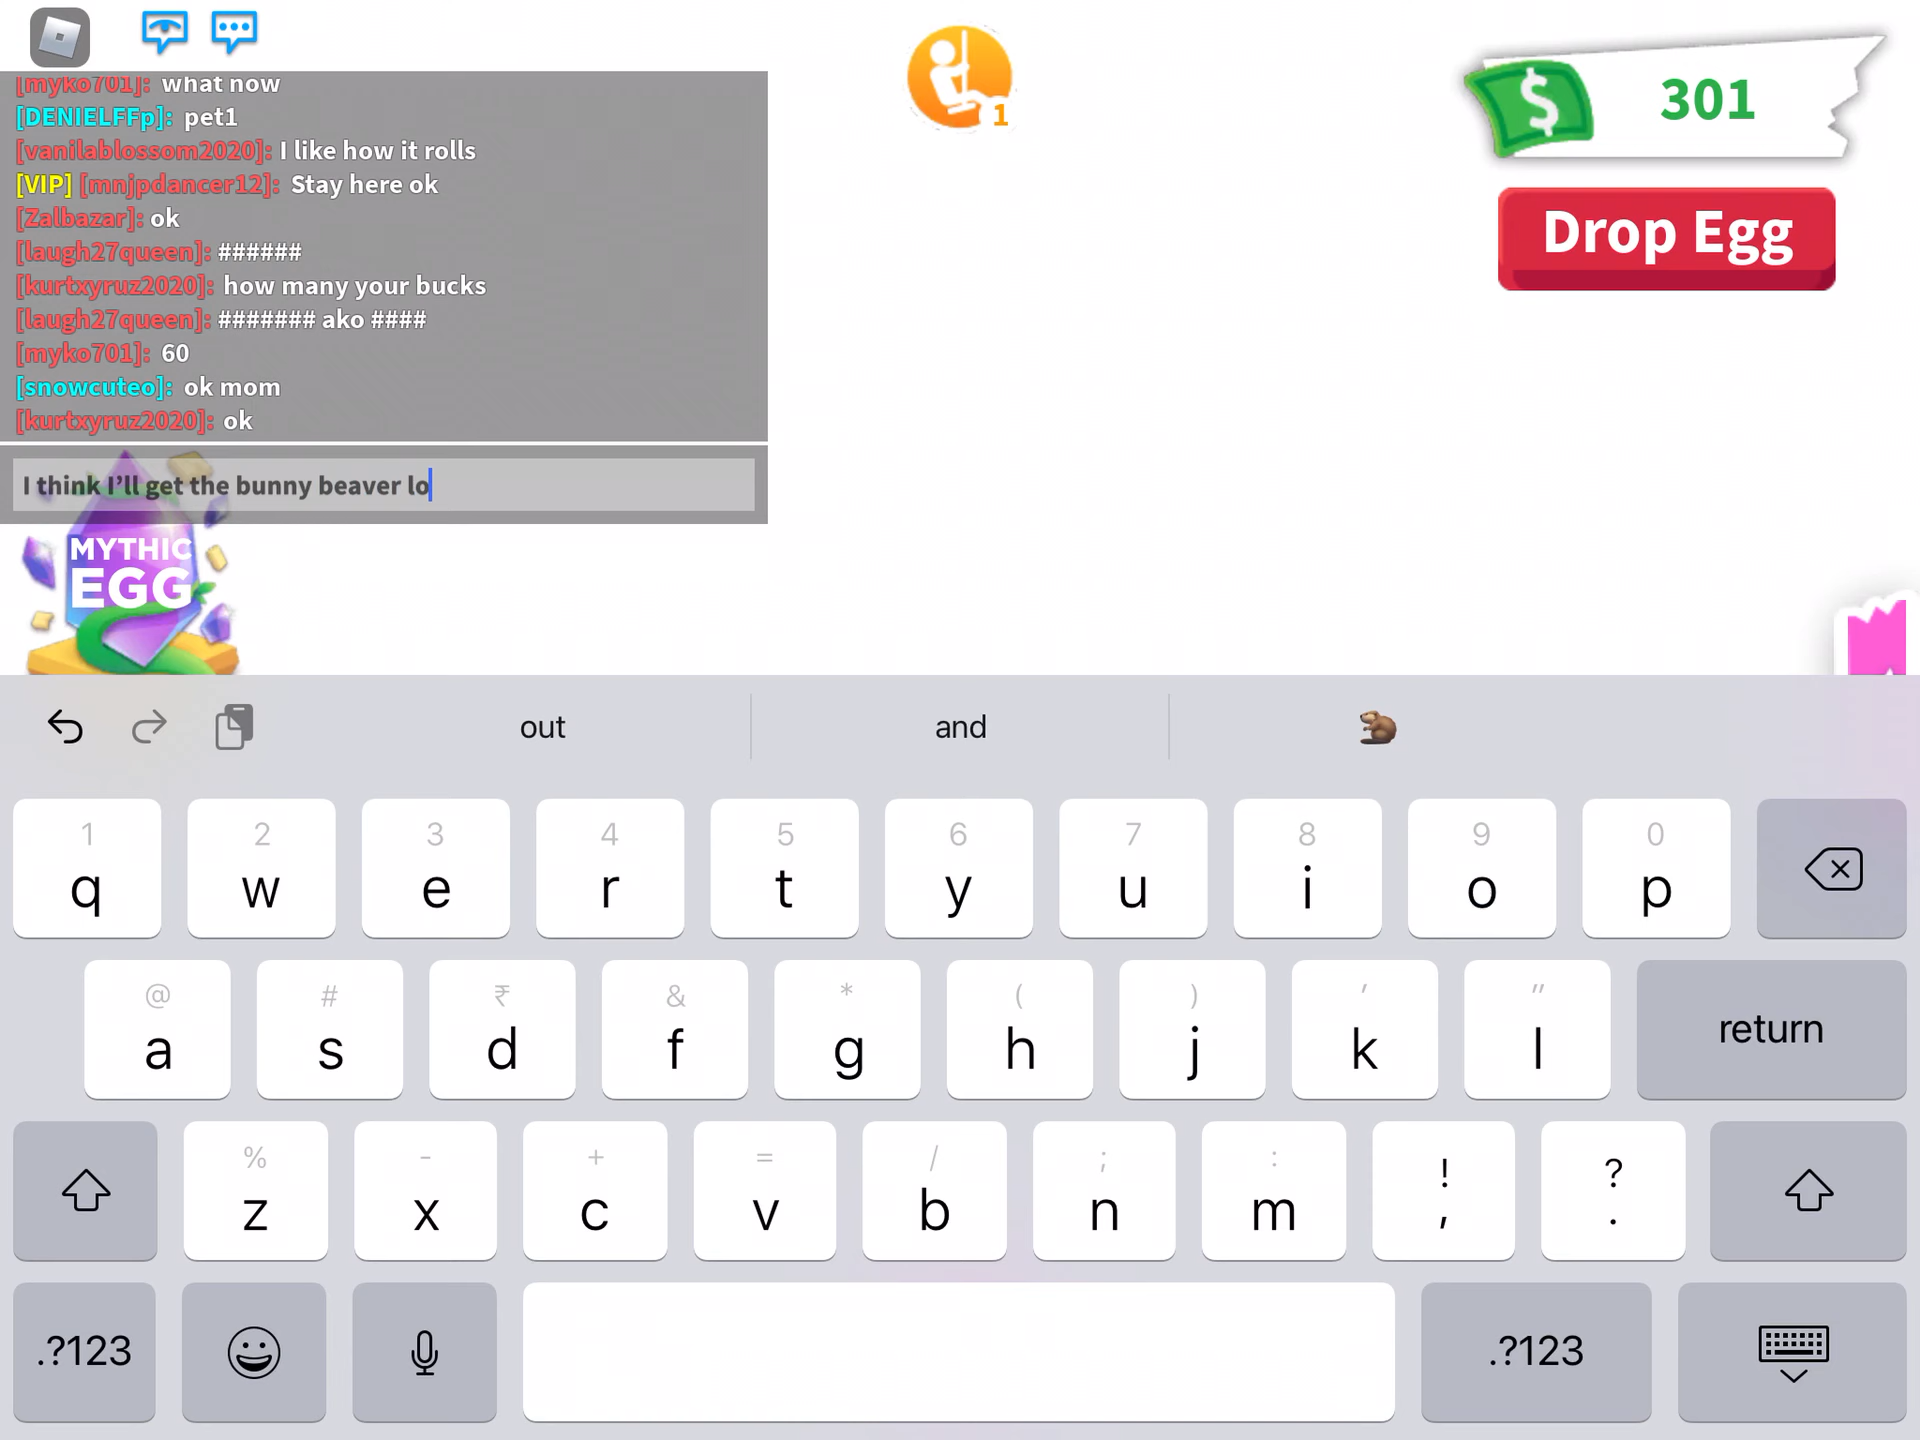 [myko701]: what now
[DENIELFFp]: pet1
[vanilablossom2020]: I like how it rolls
[VIP] [mnjpdancer12]: Stay here ok
[Zalbazar]: ok
[laugh27queen]: ######
[kurtxyruz2020]: how many your bucks
[laugh27queen]: ####### ako ####
[myko701]: 60
[snowcuteo]: ok mom
[kurtxyruz2020]: ok
I think I’ll get the bunny beaver lo
1
301
Drop Egg
MYTHIC
EGG
out and
1 2 3 4 5 6 7 8 9 0
q w e r t y u i o p
@ # ₹ & * ( ) ' "
a s d f g h j k l return
% - + = / ; : ! ?
z x c v b n m , .
.?123 .?123